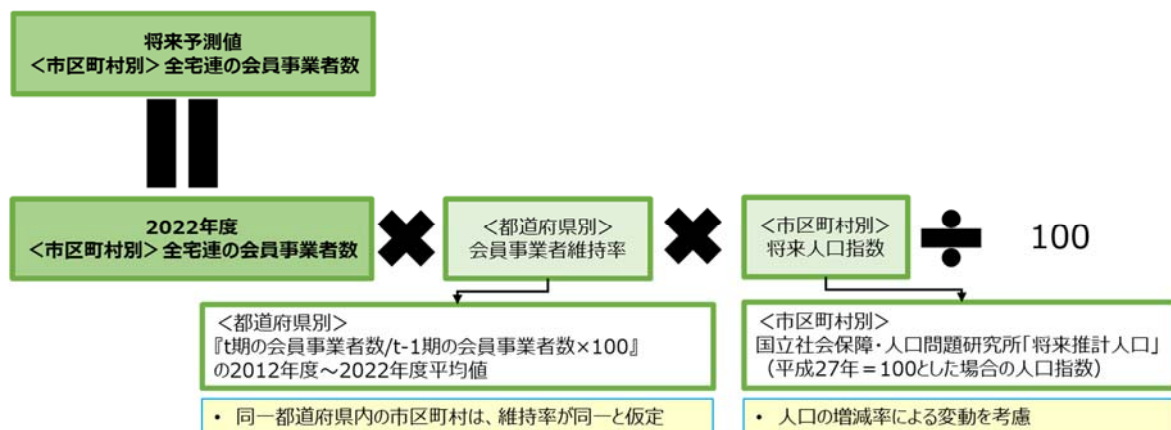 将来予測値
＜市区町村別＞全宅連の会員事業者数
2022年度
＜市区町村別＞全宅連の会員事業者数
＜都道府県別＞
会員事業者維持率
＜市区町村別＞
将来人口指数
100
＜都道府県別＞
『t期の会員事業者数/t-1期の会員事業者数×100』
の2012年度～2022年度平均値
＜市区町村別＞
国立社会保障・人口問題研究所「将来推計人口」
（平成27年＝100とした場合の人口指数）
• 同一都道府県内の市区町村は、維持率が同一と仮定
• 人口の増減率による変動を考慮